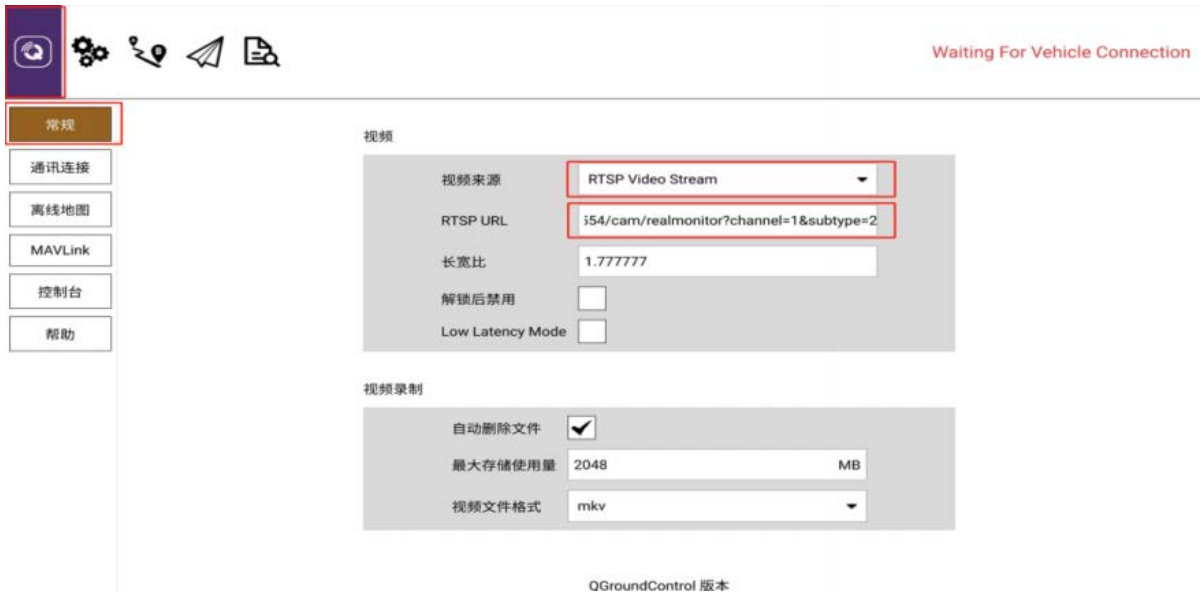 Waiting For Vehicle Connection
常规
通讯连接
离线地图
MAVLink
控制台
帮助
视频
视频来源 RTSP Video Stream
RTSP URL 554/cam/realmonitor?channel=1&subtype=2
长宽比 1.777777
解锁后禁用
Low Latency Mode
视频录制
自动删除文件
最大存储使用量 2048 MB
视频文件格式 mkv
QGroundControl 版本